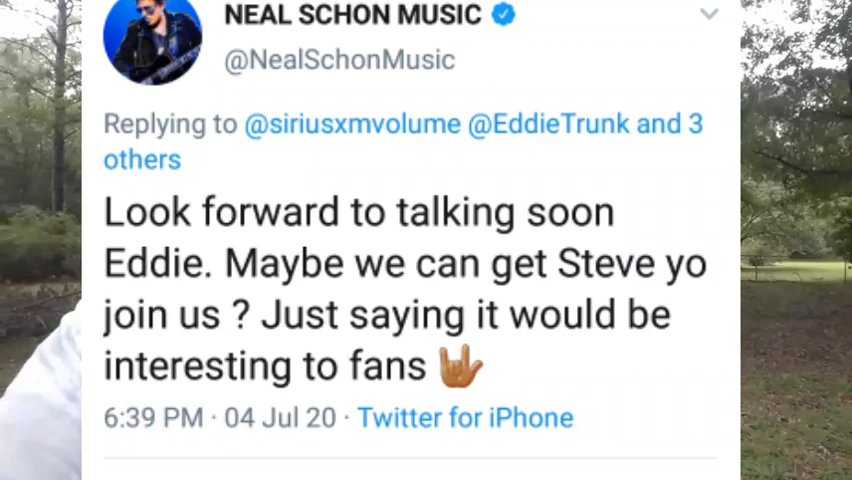 NEAL SCHON MUSIC
@NealSchonMusic
Replying to @siriusxmvolume @EddieTrunk and 3
others
Look forward to talking soon
Eddie. Maybe we can get Steve yo
join us ? Just saying it would be
interesting to fans 🤟🏾
6:39 PM · 04 Jul 20 · Twitter for iPhone